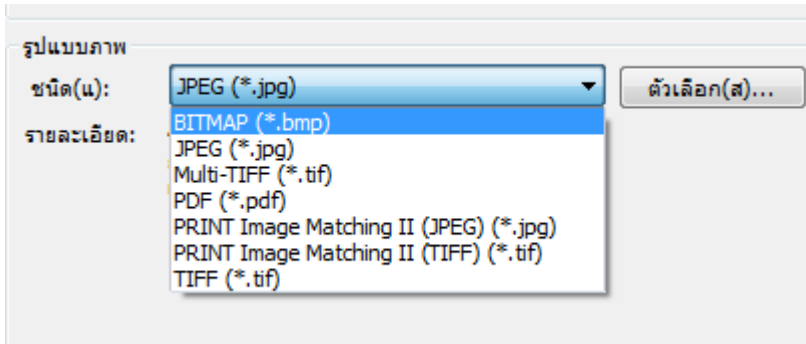 รูปแบบภาพ
ชนิด(แ): JPEG (*.jpg) ตัวเลือก(ส)...
รายละเอียด:
BITMAP (*.bmp)
JPEG (*.jpg)
Multi-TIFF (*.tif)
PDF (*.pdf)
PRINT Image Matching II (JPEG) (*.jpg)
PRINT Image Matching II (TIFF) (*.tif)
TIFF (*.tif)